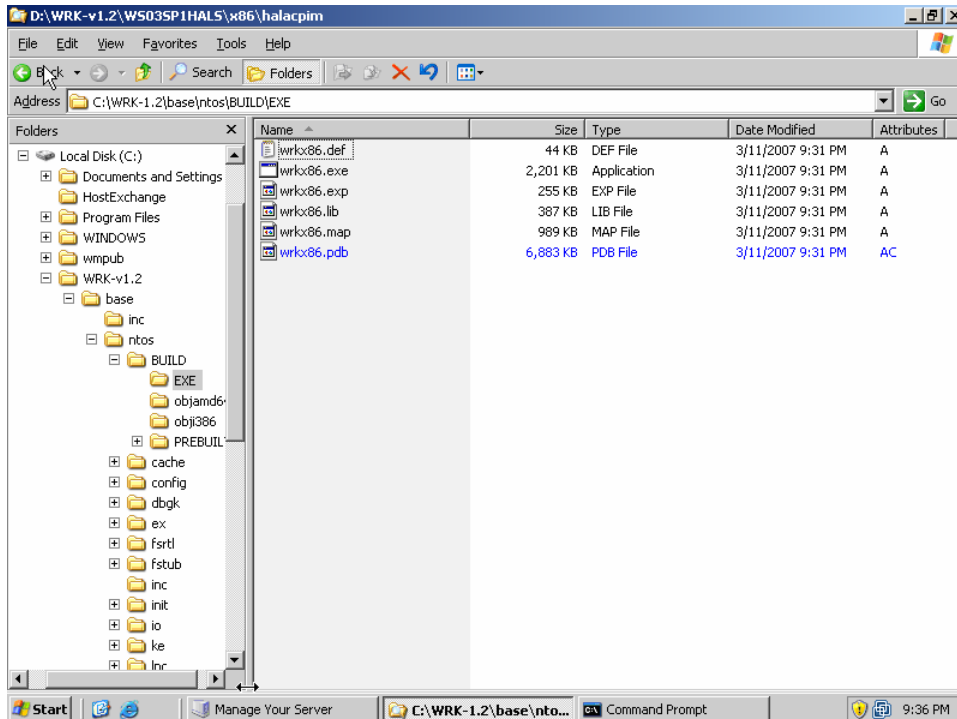 D:\WRK-v1.2\WS03SP1HALS\x86\halacpim
File Edit View Favorites Tools Help
Back Search Folders
Address C:\WRK-1.2\base\ntos\BUILD\EXE Go
Folders x Name Size Type Date Modified Attributes
Local Disk (C:)
Documents and Settings
HostExchange
Program Files
WINDOWS
wmpub
WRK-v1.2
base
inc
ntos
BUILD
EXE
objamd6
obji386
PREBUIL
cache
config
dbgk
ex
fsrtl
fstub
inc
init
io
ke
lpc
wrkx86.def 44 KB DEF File 3/11/2007 9:31 PM A
wrkx86.exe 2,201 KB Application 3/11/2007 9:31 PM A
wrkx86.exp 255 KB EXP File 3/11/2007 9:31 PM A
wrkx86.lib 387 KB LIB File 3/11/2007 9:31 PM A
wrkx86.map 989 KB MAP File 3/11/2007 9:31 PM A
wrkx86.pdb 6,883 KB PDB File 3/11/2007 9:31 PM AC
Start Manage Your Server C:\WRK-1.2\base\nto... Command Prompt 9:36 PM